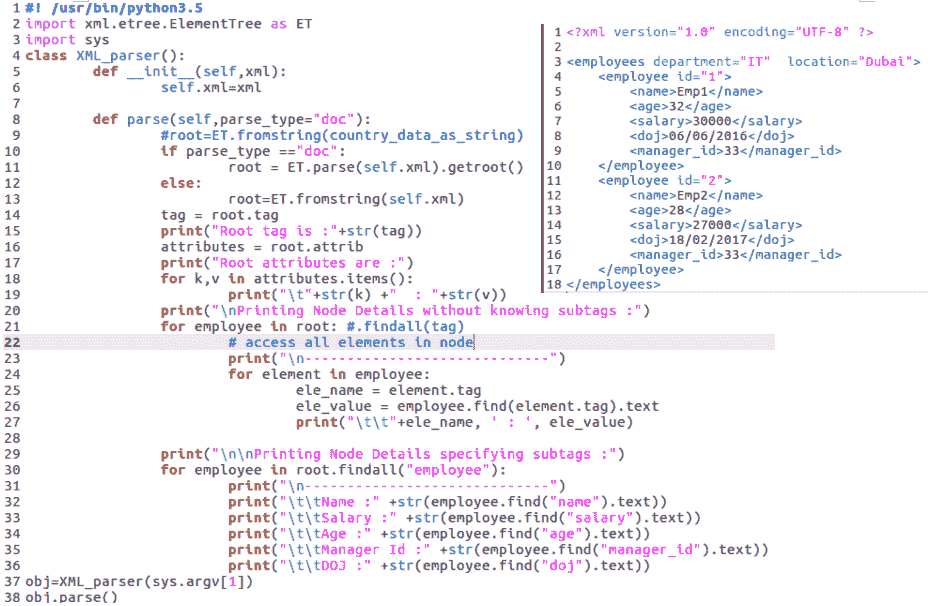 1 #! /usr/bin/python3.5
2 import xml.etree.ElementTree as ET
3 import sys
4 class XML_parser():
5         def __init__(self,xml):
6                 self.xml=xml
7
8         def parse(self,parse_type="doc"):
9                 #root=ET.fromstring(country_data_as_string)
10                 if parse_type =="doc":
11                         root = ET.parse(self.xml).getroot()
12                 else:
13                         root=ET.fromstring(self.xml)
14                 tag = root.tag
15                 print("Root tag is :"+str(tag))
16                 attributes = root.attrib
17                 print("Root attributes are :")
18                 for k,v in attributes.items():
19                         print("\t"+str(k) +"  : "+str(v))
20                 print("\nPrinting Node Details without knowing subtags :")
21                 for employee in root: #.findall(tag)
22                         # access all elements in node
23                         print("\n-----------------------------")
24                         for element in employee:
25                                 ele_name = element.tag
26                                 ele_value = employee.find(element.tag).text
27                                 print("\t\t"+ele_name, ' : ', ele_value)
28
29                 print("\n\nPrinting Node Details specifying subtags :")
30                 for employee in root.findall("employee"):
31                         print("\n-----------------------------")
32                         print("\t\tName :" +str(employee.find("name").text))
33                         print("\t\tSalary :" +str(employee.find("salary").text))
34                         print("\t\tAge :" +str(employee.find("age").text))
35                         print("\t\tManager Id :" +str(employee.find("manager_id").text))
36                         print("\t\tDOJ :" +str(employee.find("doj").text))
37 obj=XML_parser(sys.argv[1])
38 obj.parse()
1 <?xml version="1.0" encoding="UTF-8" ?>
2
3 <employees department="IT"  location="Dubai">
4     <employee id="1">
5         <name>Emp1</name>
6         <age>32</age>
7         <salary>30000</salary>
8         <doj>06/06/2016</doj>
9         <manager_id>33</manager_id>
10     </employee>
11     <employee id="2">
12         <name>Emp2</name>
13         <age>28</age>
14         <salary>27000</salary>
15         <doj>18/02/2017</doj>
16         <manager_id>33</manager_id>
17     </employee>
18 </employees>